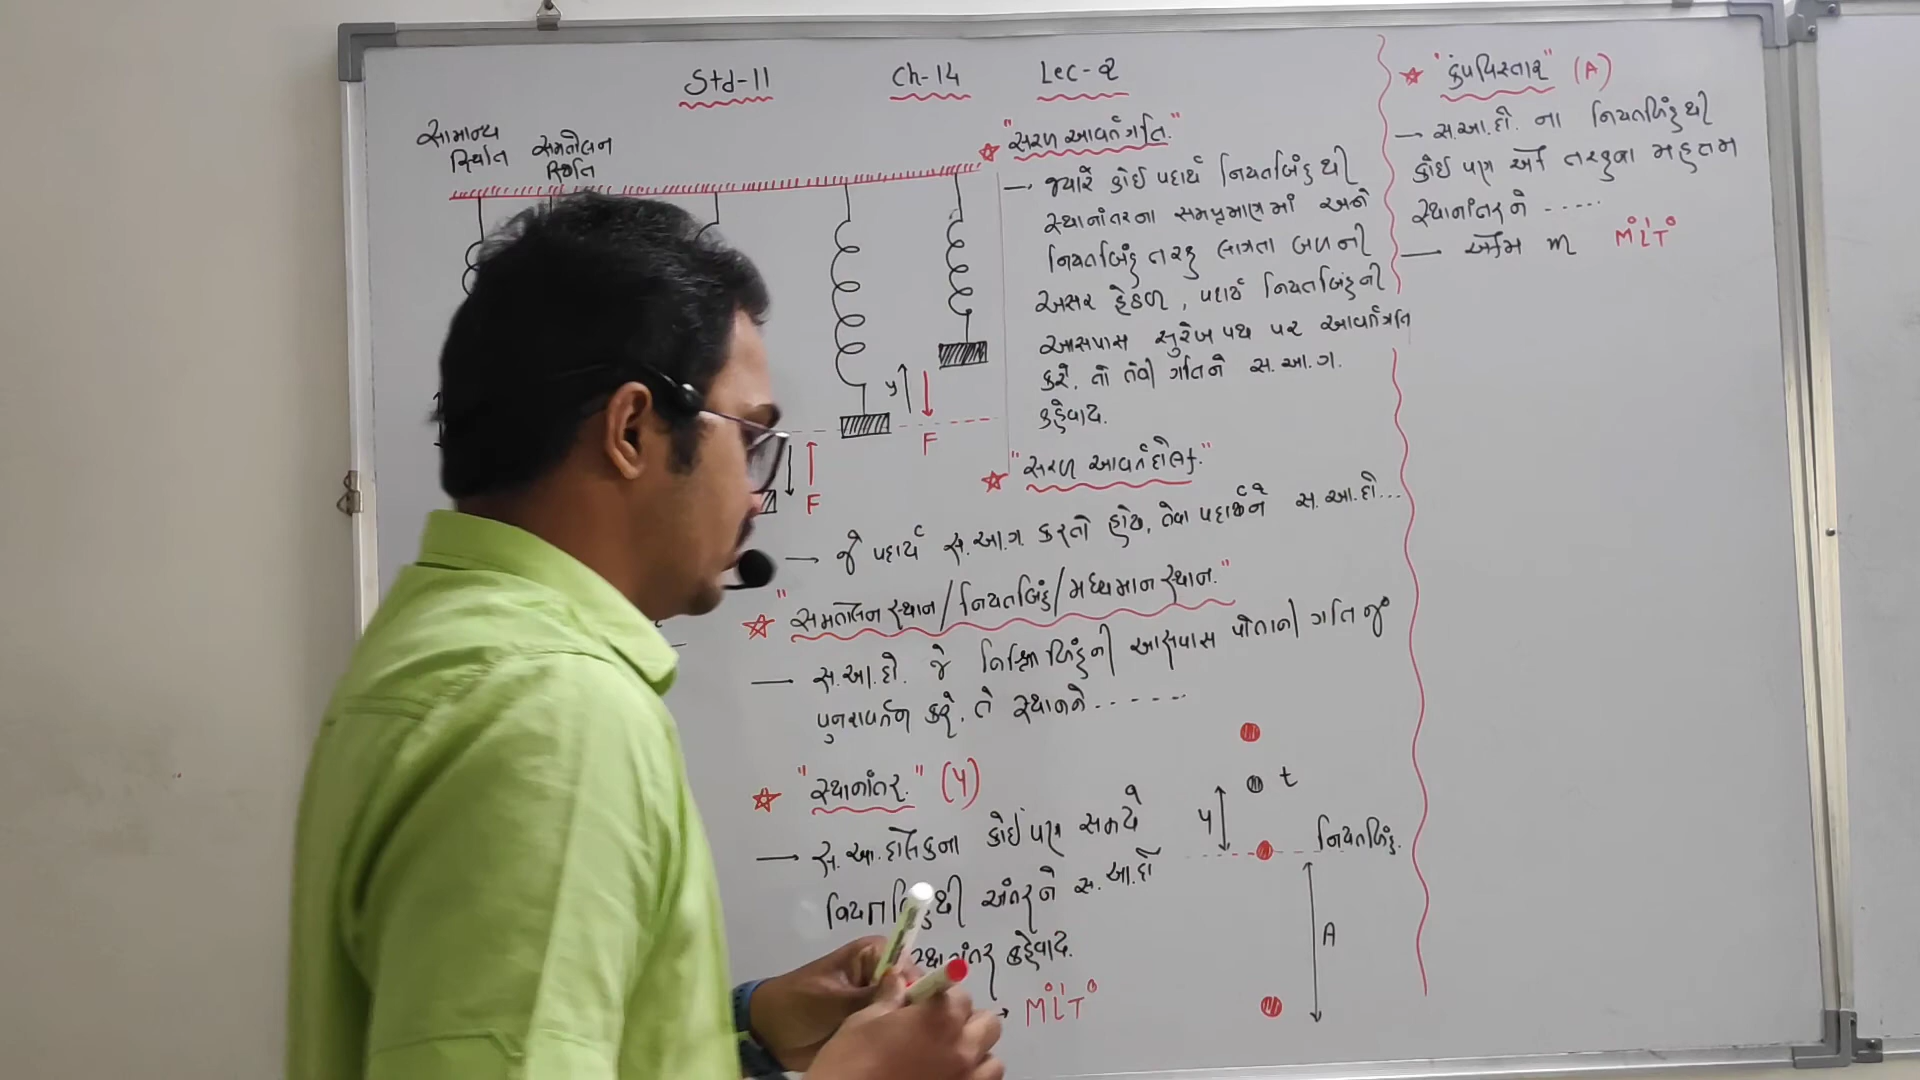 Std-11 Ch-14 Lec-2
સામાન્ય
સ્થિતિ
સમતોલન
સ્થિતિ
y
F
F
"સરળ આવર્તગતિ."
→ જ્યારે કોઈ પદાર્થ નિયતબિંદુથી
સ્થાનાંતરના સમપ્રમાણમાં અને
નિયતબિંદુ તરફ લાગતા બળની
અસર હેઠળ, પદાર્થ નિયતબિંદુની
આસપાસ સુરેખ પથ પર આવર્તગતિ
કરે, તો તેવી ગતિને સ.આ.ગ.
કહેવાય.
"સરળ આવર્તદોલક."
→ જે પદાર્થ સ.આ.ગ કરતો હોય, તેવા પદાર્થને સ.આ.દો...
"સમતોલન સ્થાન/નિયતબિંદુ/મધ્યમાન સ્થાન."
— સ.આ.દો. જે બિંદુની આસપાસ પોતાની ગતિનું
પુનરાવર્તન કરે, તે સ્થાનને ------
"સ્થાનાંતર." (y)
→ સ.આ.દોલકના કોઈપણ સમયે
અંતરને સ.આ.દો
સ્થાનાંતર કહેવાય.
→ M⁰L¹T⁰
t
y
નિયતબિંદુ.
A
"કંપવિસ્તાર" (A)
→ સ.આ.દો. ના નિયતબિંદુથી
કોઈ પણ એક તરફના મહત્તમ
સ્થાનાંતરને -----
— એકમ m M⁰L¹T⁰